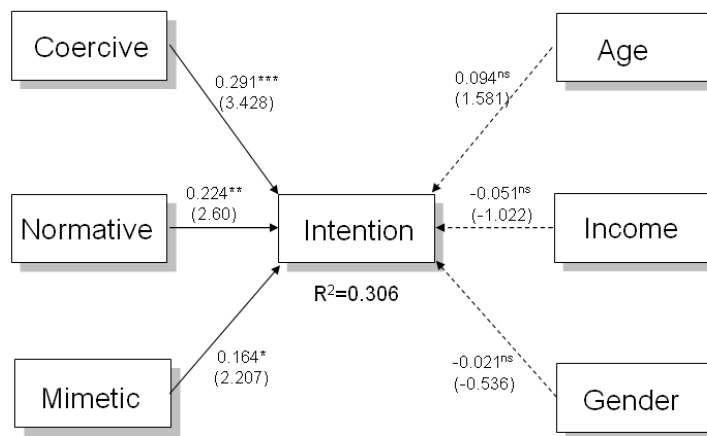 Coercive
Age
0.291***
(3.428)
0.094ns
(1.581)
Normative
0.224**
(2.60)
Intention
-0.051ns
(-1.022)
Income
R2=0.306
Mimetic
0.164*
(2.207)
-0.021ns
(-0.536)
Gender